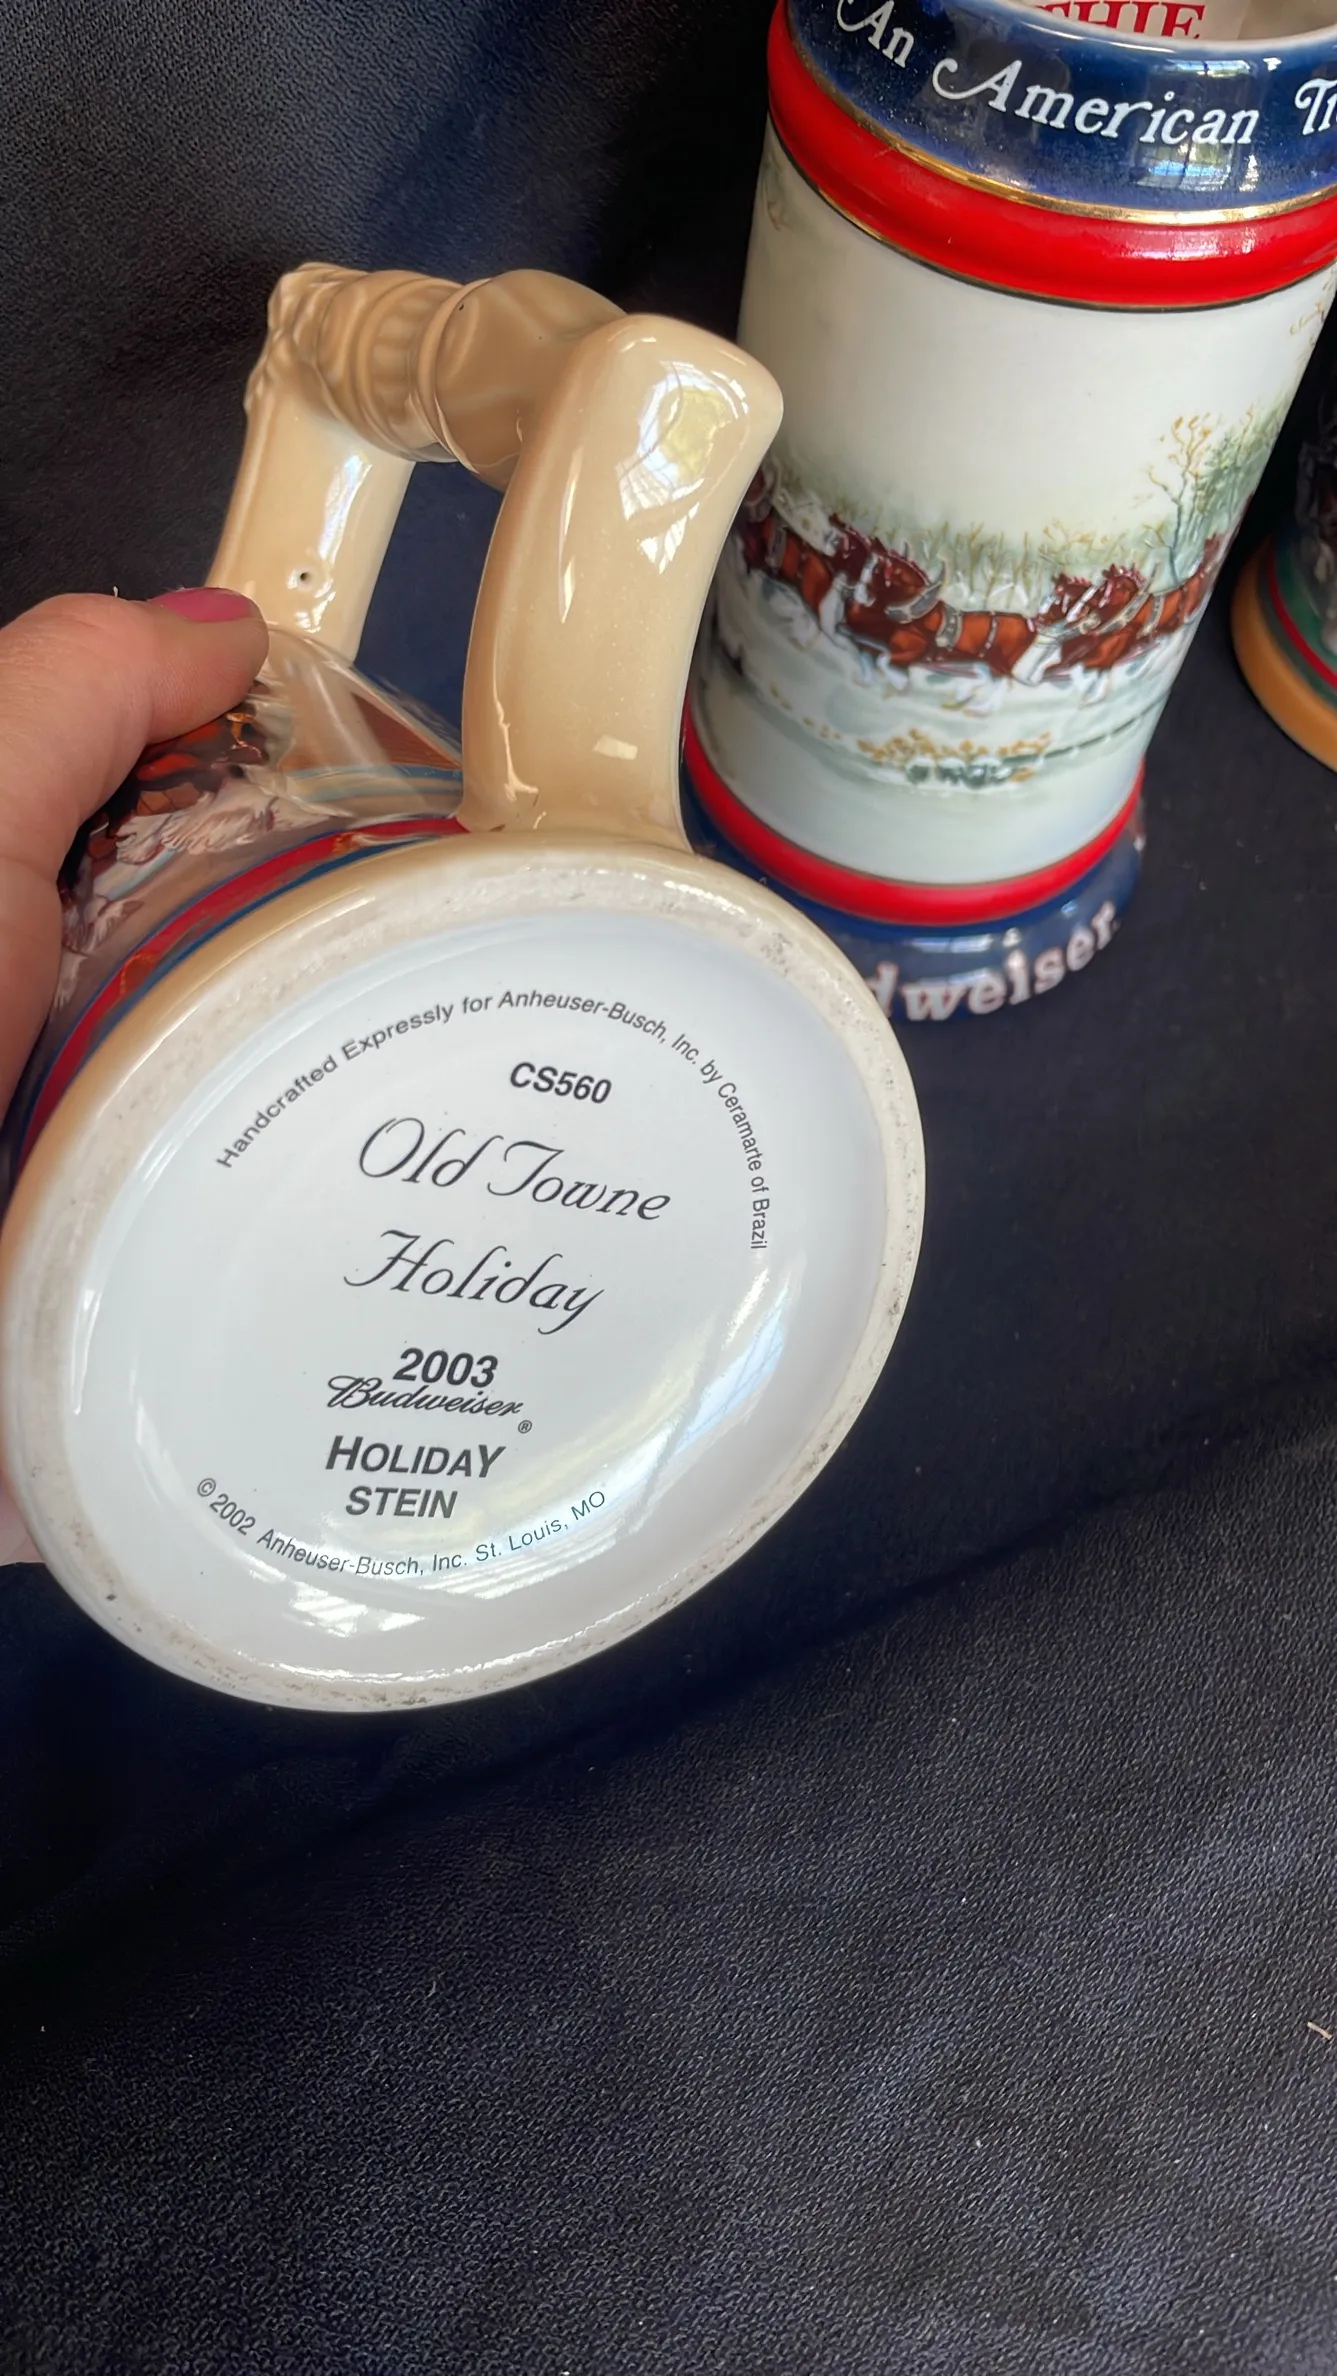 An American
Handcrafted Expressly for Anheuser-Busch, Inc. by Ceramarte of Brazil
CS560
Old Towne
Holiday
2003
Budweiser®
HOLIDAY
STEIN
© 2002 Anheuser-Busch, Inc. St. Louis, MO